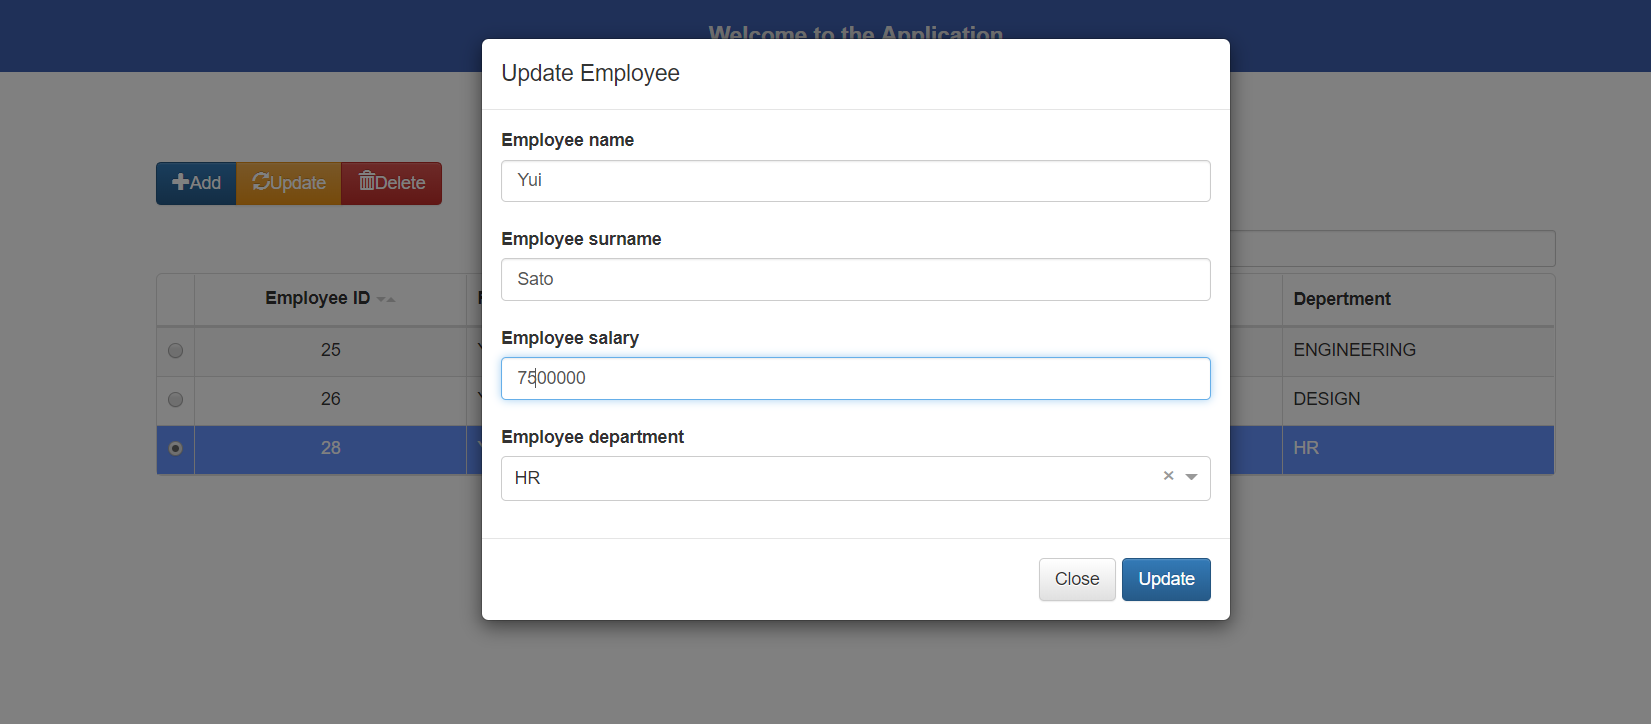 Welcome to the Application
Update Employee
Employee name
Yui
Add Update Delete
Employee surname
Sato
Employee ID
Depertment
Employee salary
25
ENGINEERING
7500000
26
DESIGN
Employee department
28
HR
HR
Close Update